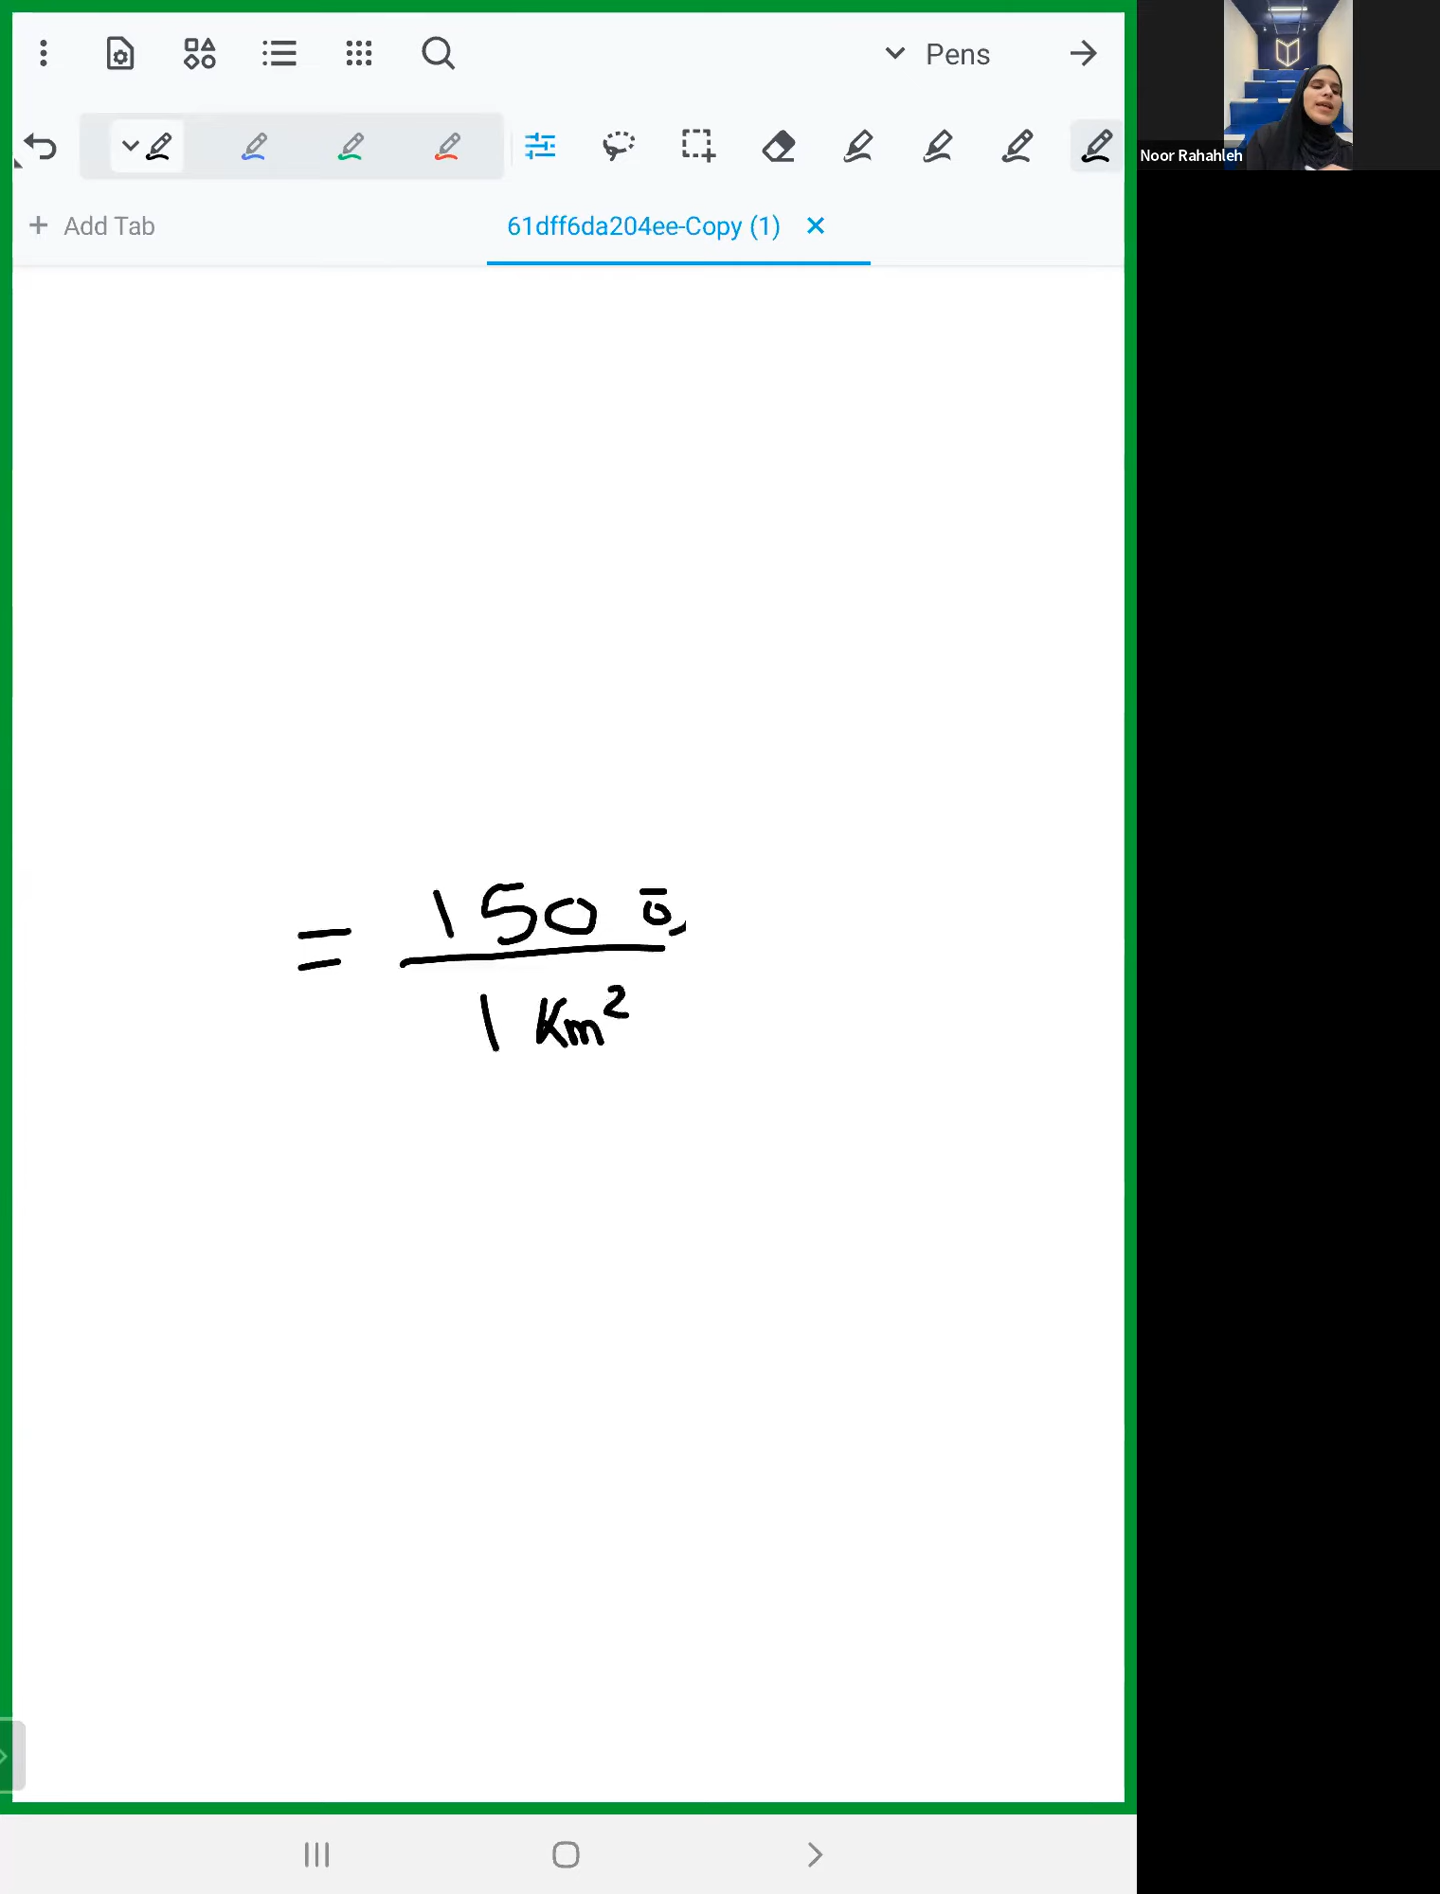 Pens
Add Tab
61dff6da204ee-Copy (1)
Noor Rahahleh
= 150
1 Km²